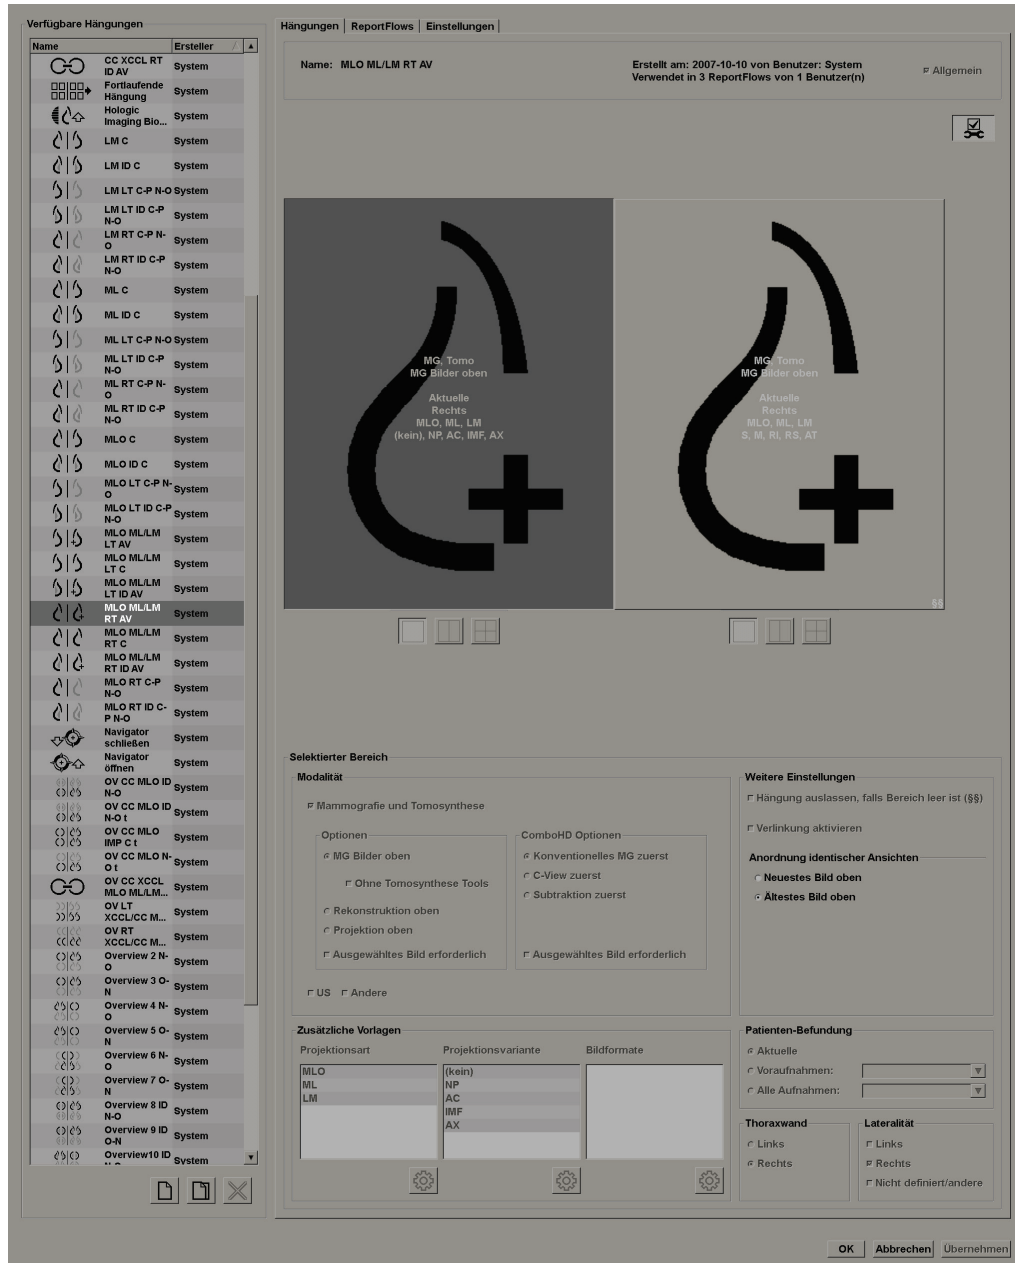 Verfügbare Hängungen
Name Ersteller
CC XCCL RT
ID AV System
Fortlaufende
Hängung System
Hologic
Imaging Bio... System
LM C System
LM ID C System
LM LT C-P N-O System
LM LT ID C-P
N-O System
LM RT C-P N-
O System
LM RT ID C-P
N-O System
ML C System
ML ID C System
ML LT C-P N-O System
ML LT ID C-P
N-O System
ML RT C-P N-
O System
ML RT ID C-P
N-O System
MLO C System
MLO ID C System
MLO LT C-P N-
O System
MLO LT ID C-P
N-O System
MLO ML/LM
LT AV System
MLO ML/LM
LT C System
MLO ML/LM
LT ID AV System
MLO ML/LM
RT AV System
MLO ML/LM
RT C System
MLO ML/LM
RT ID AV System
MLO RT C-P
N-O System
MLO RT ID C-
P N-O System
Navigator
schließen System
Navigator
öffnen System
OV CC MLO ID
N-O System
OV CC MLO ID
N-O t System
OV CC MLO
IMP C t System
OV CC MLO N-
O t System
OV CC XCCL
MLO ML/LM... System
OV LT
XCCL/CC M... System
OV RT
XCCL/CC M... System
Overview 2 N-
O System
Overview 3 O-
N System
Overview 4 N-
O System
Overview 5 O-
N System
Overview 6 N-
O System
Overview 7 O-
N System
Overview 8 ID
N-O System
Overview 9 ID
O-N System
Overview10 ID
N-O System
Hängungen ReportFlows Einstellungen
Name: MLO ML/LM RT AV
Erstellt am: 2007-10-10 von Benutzer: System
Verwendet in 3 ReportFlows von 1 Benutzer(n)
Allgemein
MG, Tomo
MG Bilder oben
Aktuelle
Rechts
MLO, ML, LM
(kein), NP, AC, IMF, AX
MG, Tomo
MG Bilder oben
Aktuelle
Rechts
MLO, ML, LM
S, M, RI, RS, AT
§§
Selektierter Bereich
Modalität
Mammografie und Tomosynthese
Optionen
MG Bilder oben
Ohne Tomosynthese Tools
Rekonstruktion oben
Projektion oben
Ausgewähltes Bild erforderlich
ComboHD Optionen
Konventionelles MG zuerst
C-View zuerst
Subtraktion zuerst
Ausgewähltes Bild erforderlich
US Andere
Weitere Einstellungen
Hängung auslassen, falls Bereich leer ist (§§)
Verlinkung aktivieren
Anordnung identischer Ansichten
Neuestes Bild oben
Ältestes Bild oben
Zusätzliche Vorlagen
Projektionsart
MLO
ML
LM
Projektionsvariante
(kein)
NP
AC
IMF
AX
Bildformate
Patienten-Befundung
Aktuelle
Voraufnahmen:
Alle Aufnahmen:
Thoraxwand
Links
Rechts
Lateralität
Links
Rechts
Nicht definiert/andere
OK Abbrechen Übernehmen